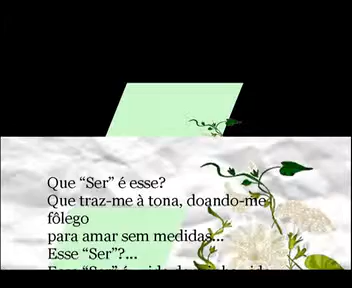 Que “Ser” é esse?
Que traz-me à tona, doando-me
fôlego
para amar sem medidas...
Esse “Ser”?...